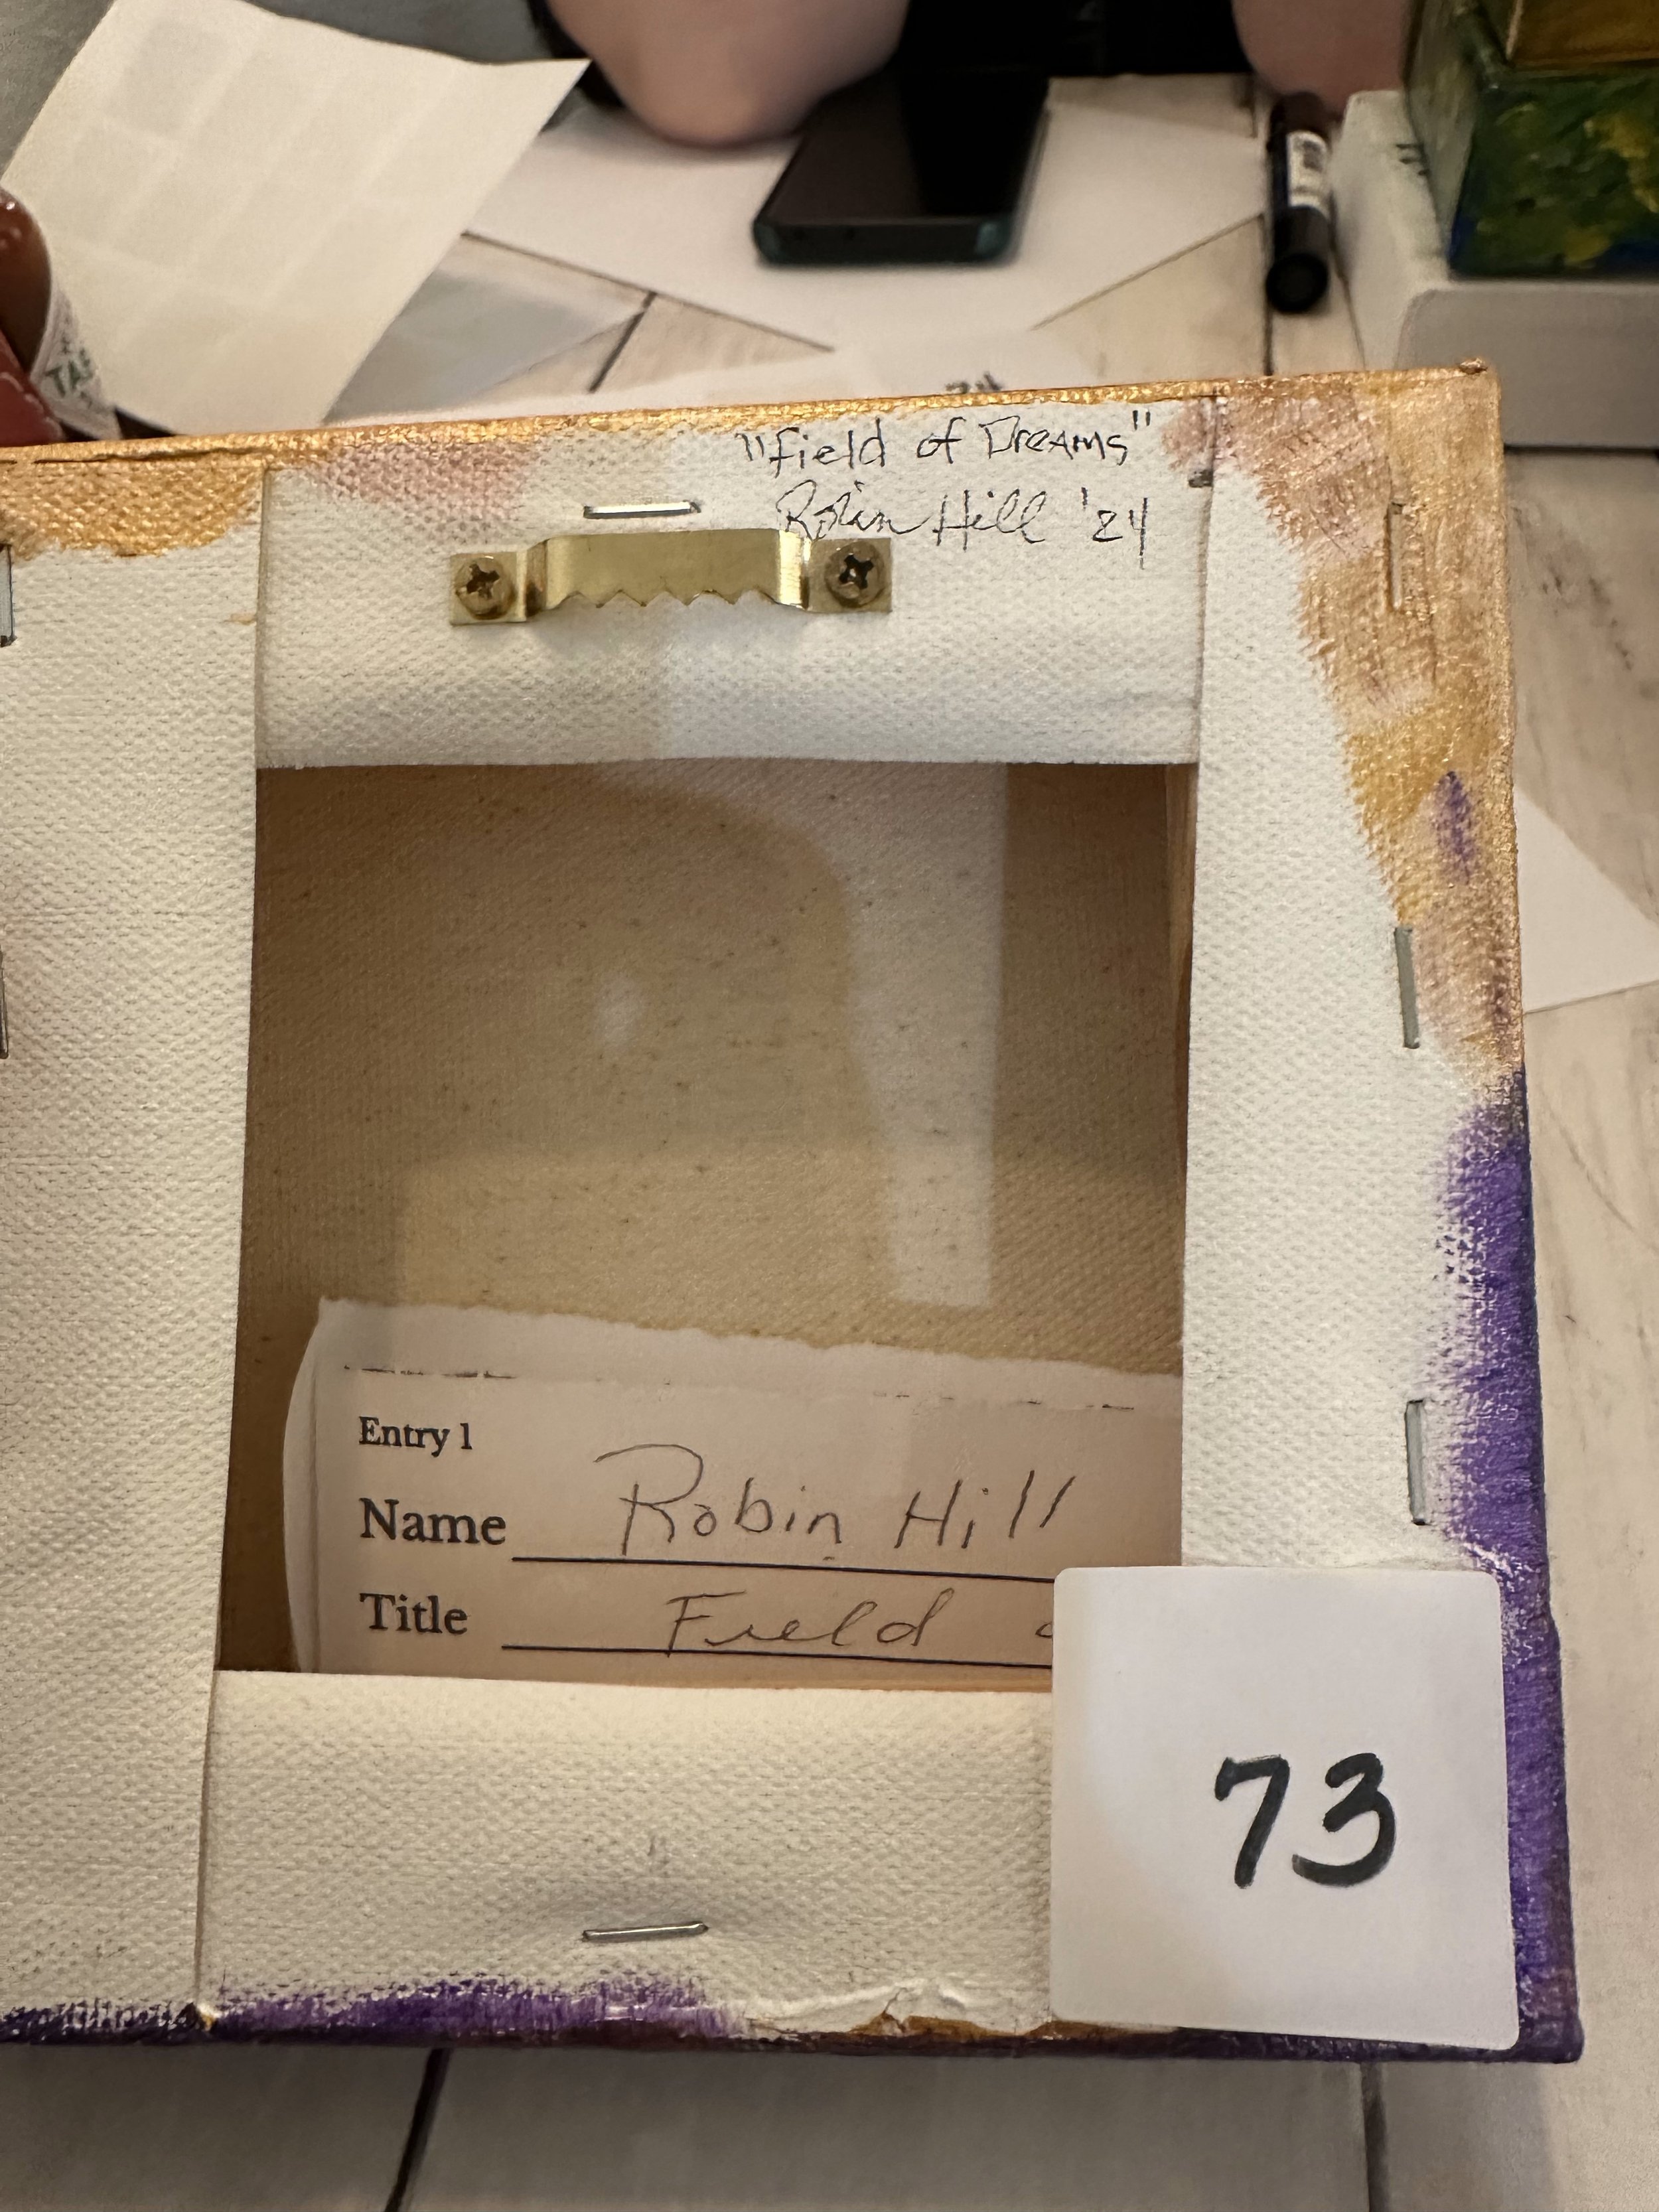 "Field of Dreams"
Robin Hill '24
Entry 1
Name Robin Hill
Title Field
73